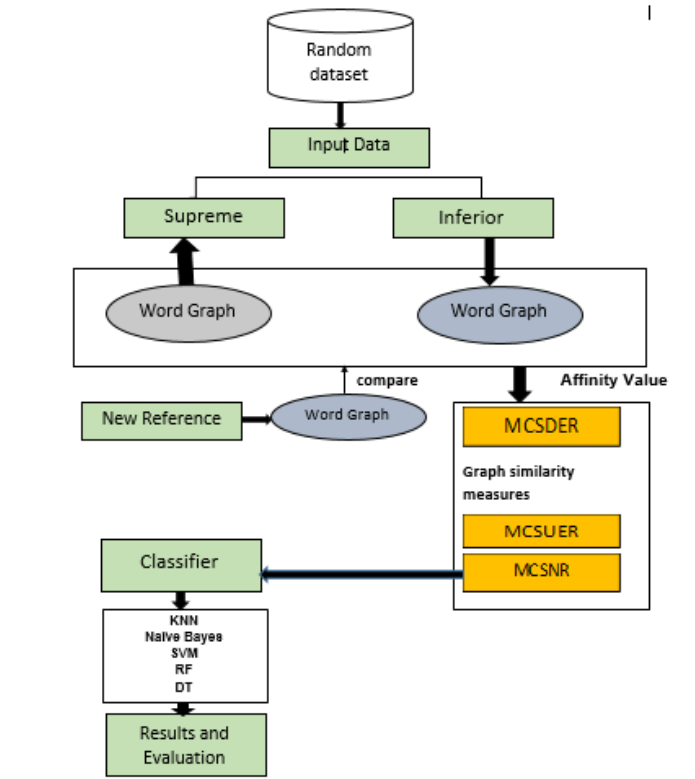 Random
dataset
Input Data
Supreme
Inferior
Word Graph
Word Graph
compare
Affinity Value
New Reference
Word Graph
MCSDER
Graph similarity
measures
MCSUER
MCSNR
Classifier
KNN
Naïve Bayes
SVM
RF
DT
Results and
Evaluation